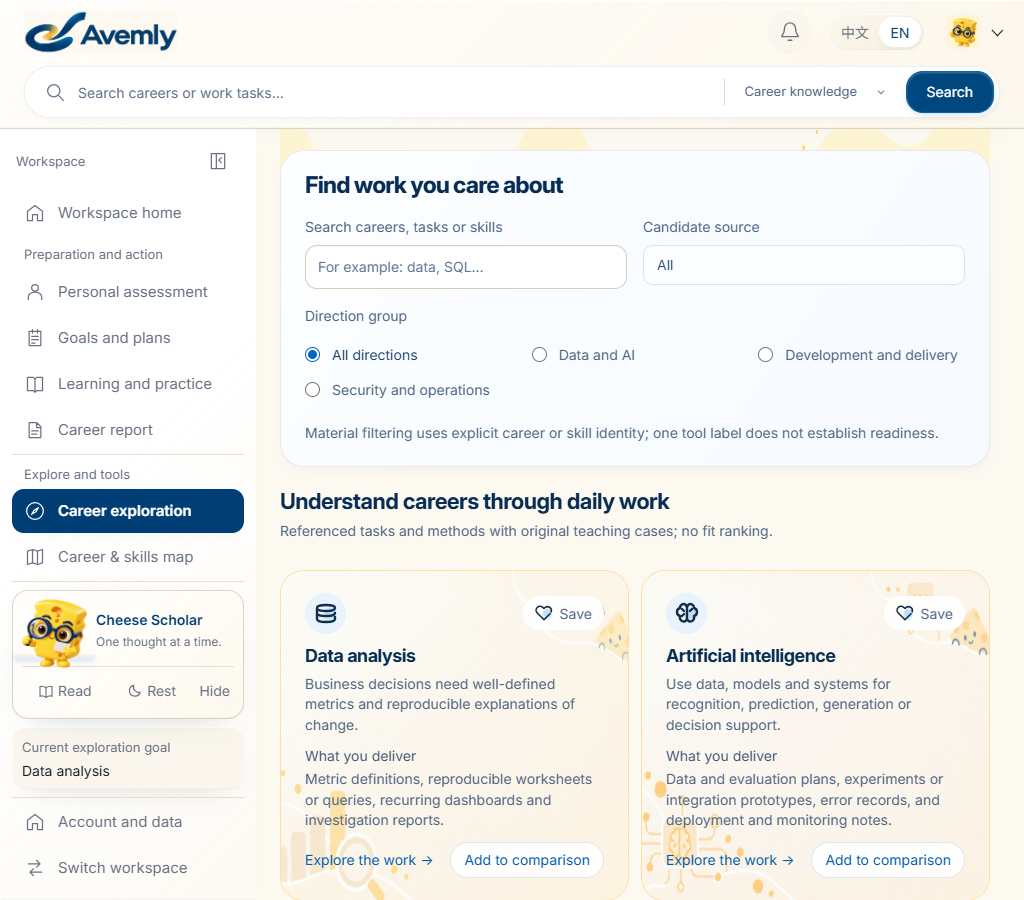 Avemly
中文
EN
Search careers or work tasks...
Career knowledge
Search
Workspace
Workspace home
Preparation and action
Personal assessment
Goals and plans
Learning and practice
Career report
Explore and tools
Career exploration
Career & skills map
Cheese Scholar
One thought at a time.
Read
Rest
Hide
Current exploration goal
Data analysis
Account and data
Switch workspace
Find work you care about
Search careers, tasks or skills
For example: data, SQL...
Candidate source
All
Direction group
All directions
Data and AI
Development and delivery
Security and operations
Material filtering uses explicit career or skill identity; one tool label does not establish readiness.
Understand careers through daily work
Referenced tasks and methods with original teaching cases; no fit ranking.
Save
Data analysis
Business decisions need well-defined
metrics and reproducible explanations of
change.
What you deliver
Metric definitions, reproducible worksheets
or queries, recurring dashboards and
investigation reports.
Explore the work →
Add to comparison
Save
Artificial intelligence
Use data, models and systems for
recognition, prediction, generation or
decision support.
What you deliver
Data and evaluation plans, experiments or
integration prototypes, error records, and
deployment and monitoring notes.
Explore the work →
Add to comparison